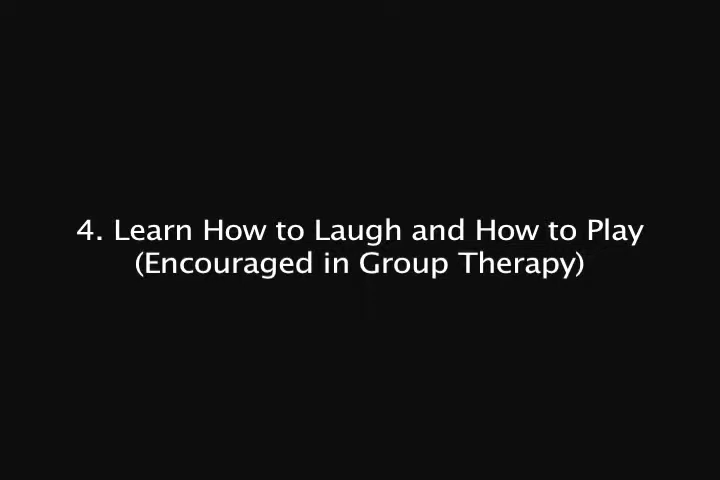 4. Learn How to Laugh and How to Play
(Encouraged in Group Therapy)